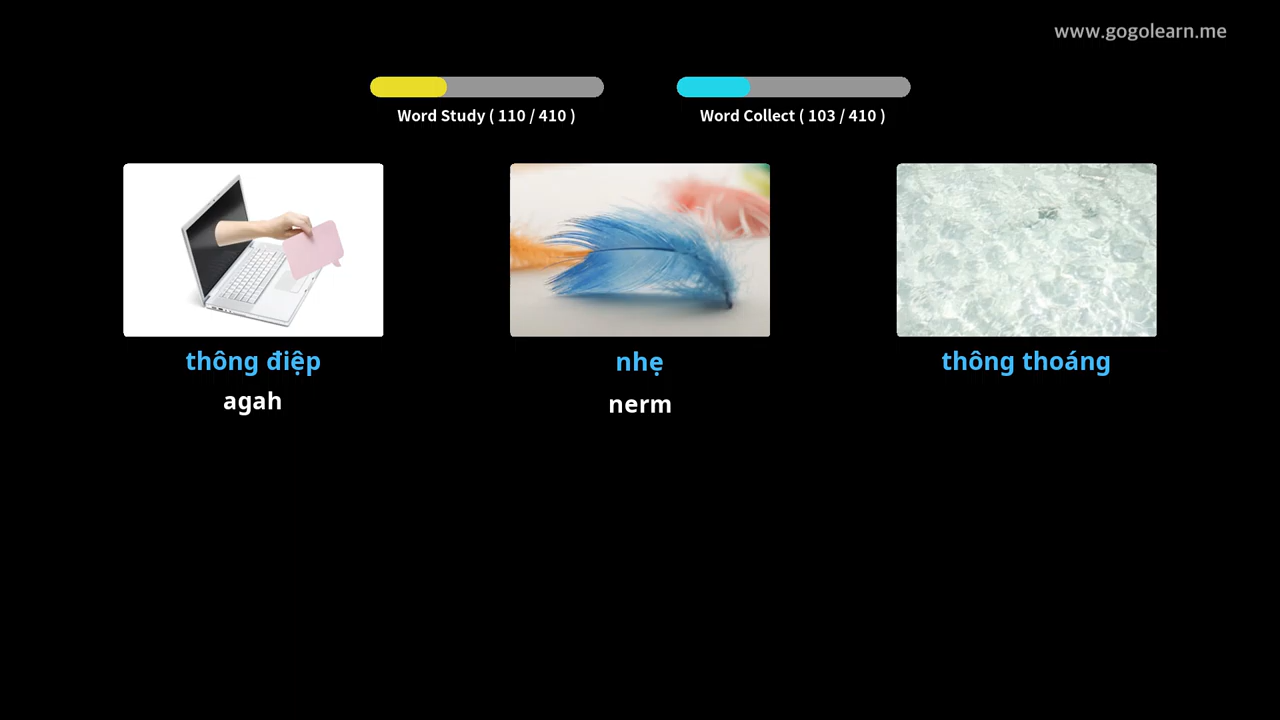 www.gogolearn.me
Word Study ( 110 / 410 )
Word Collect ( 103 / 410 )
thông điệp
agah
nhẹ
nerm
thông thoáng